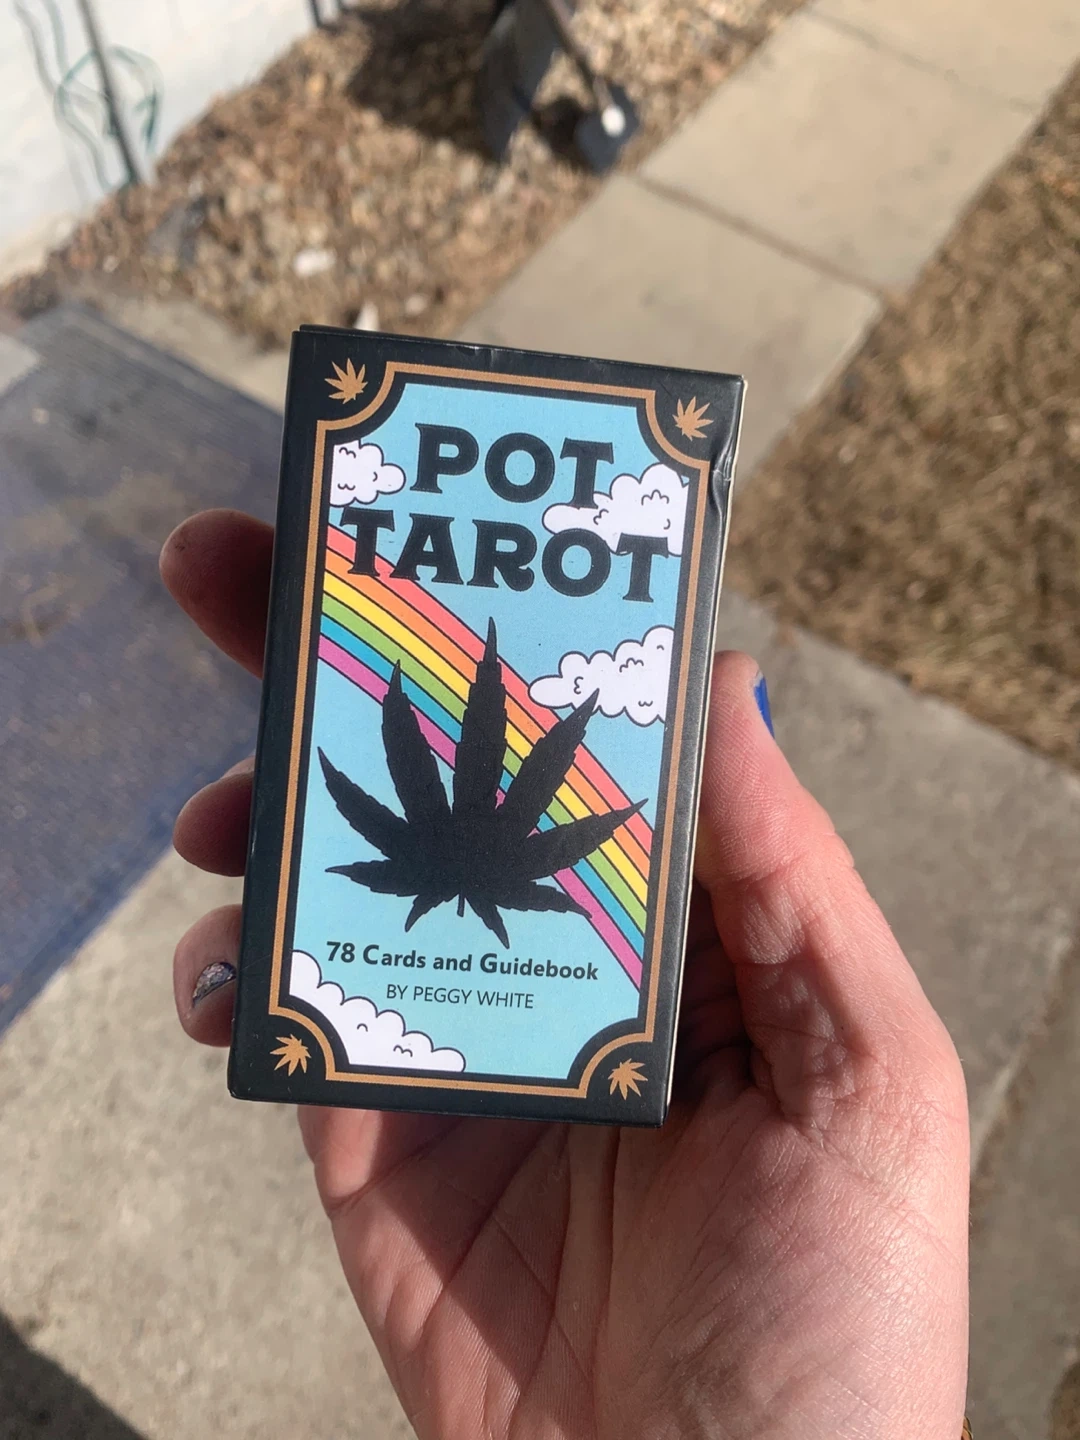 POT
TAROT
78 Cards and Guidebook
BY PEGGY WHITE